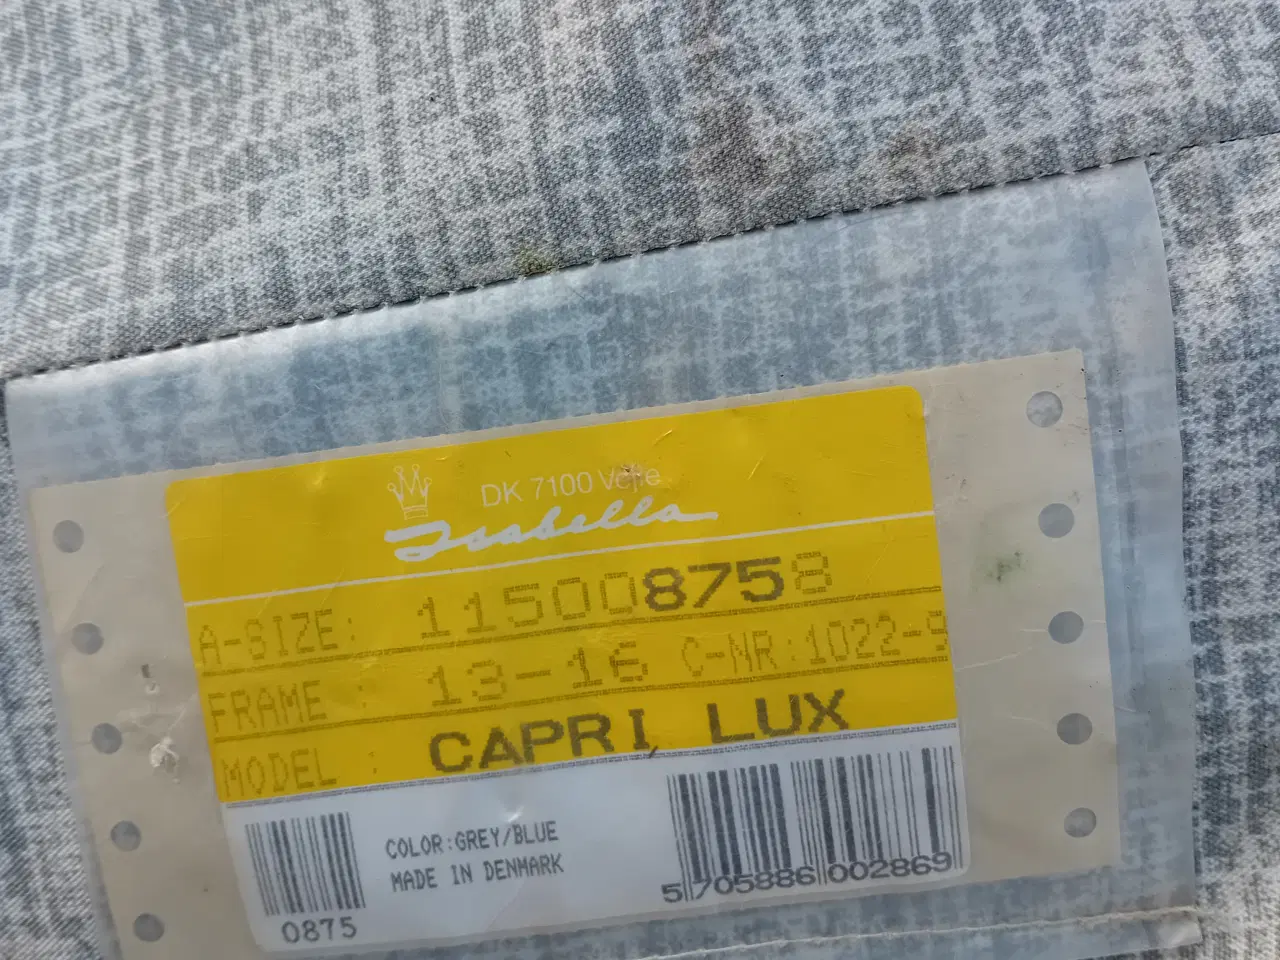 DK 7100 Vejle
Isabella
A-SIZE: 115008758
FRAME : 13-16 C-NR:1022-9
MODEL : CAPRI LUX
COLOR:GREY/BLUE
MADE IN DENMARK
0875
5 705886 002869